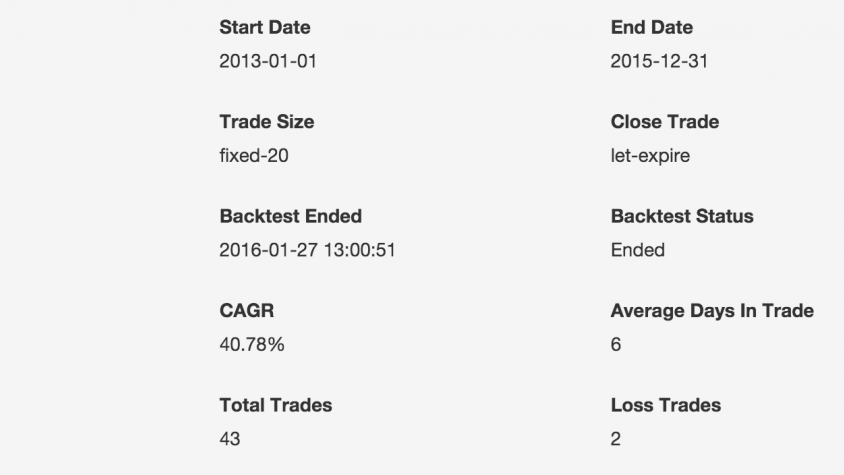 Start Date
End Date
2013-01-01
2015-12-31
Trade Size
Close Trade
fixed-20
let-expire
Backtest Ended
Backtest Status
2016-01-27 13:00:51
Ended
CAGR
Average Days In Trade
40.78%
6
Total Trades
Loss Trades
43
2